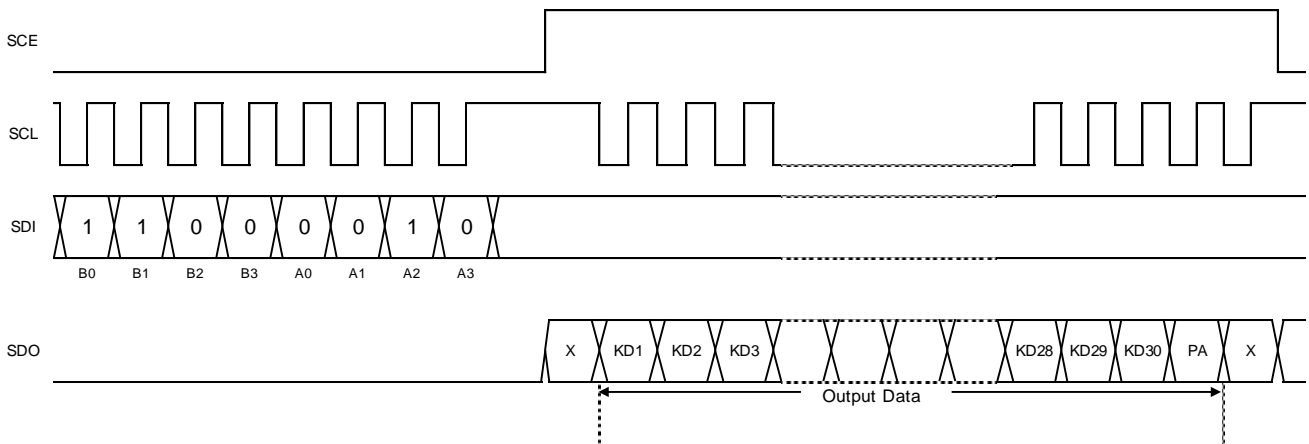 SCE
SCL
SDI 1 1 0 0 0 0 1 0
B0 B1 B2 B3 A0 A1 A2 A3
SDO X KD1 KD2 KD3 KD28 KD29 KD30 PA X
Output Data